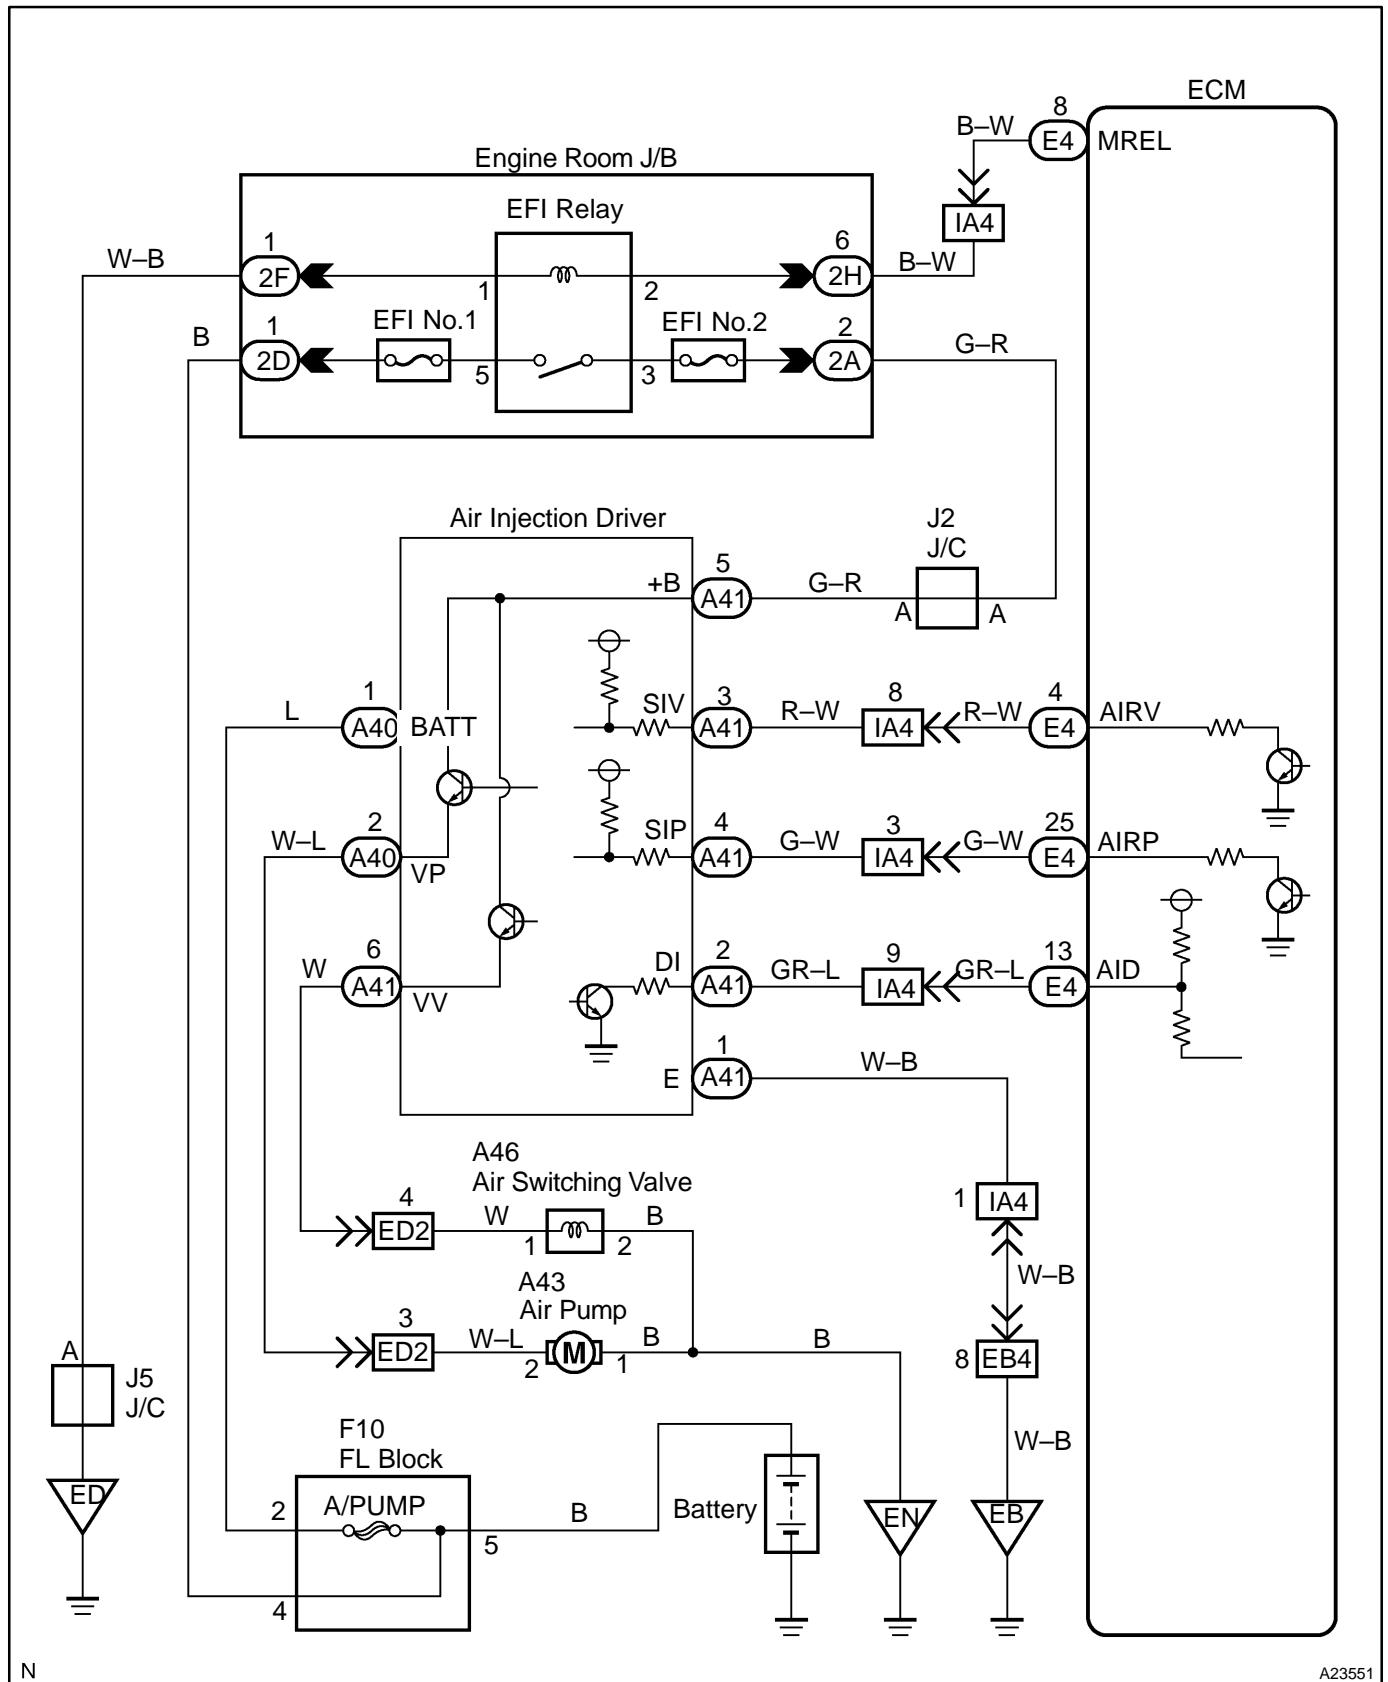 ECM
8
B–W
E4
MREL
Engine Room J/B
IA4
EFI Relay
W–B
1
2F
1
2
6
2H
B–W
B
1
2D
EFI No.1
5
3
EFI No.2
2
2A
G–R
Air Injection Driver
J2
J/C
+B
5
A41
G–R
A
A
L
1
A40
BATT
SIV
3
A41
R–W
8
IA4
R–W
4
E4
AIRV
W–L
2
A40
VP
SIP
4
A41
G–W
3
IA4
G–W
25
E4
AIRP
W
6
A41
VV
DI
2
A41
GR–L
9
IA4
GR–L
13
E4
AID
E
1
A41
W–B
A46
Air Switching Valve
4
ED2
W
1
2
B
1
IA4
W–B
A43
Air Pump
3
ED2
W–L
2
M
1
B
B
8
EB4
A
J5
J/C
W–B
F10
FL Block
ED
2
A/PUMP
5
B
Battery
EN
EB
4
N
A23551